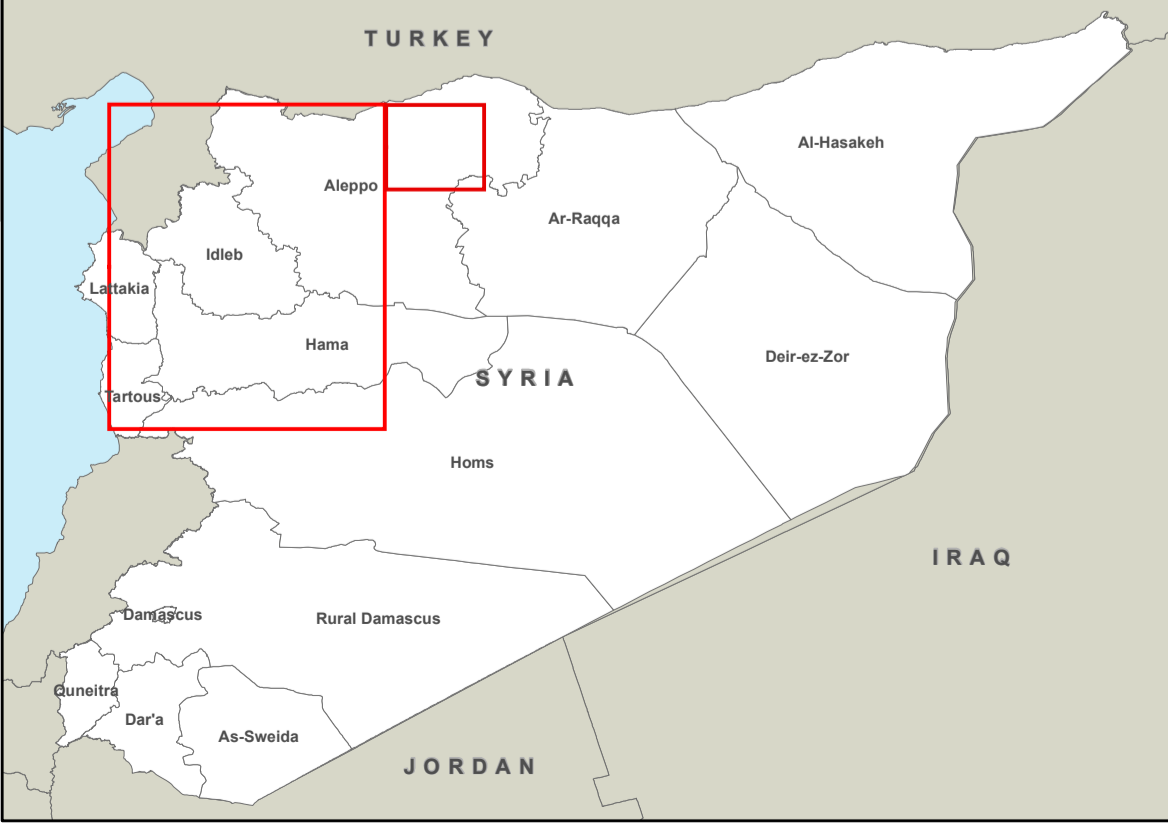 TURKEY
Al-Hasakeh
Aleppo
Ar-Raqqa
Idleb
Lattakia
Hama
Deir-ez-Zor
SYRIA
Tartous
Homs
IRAQ
Damascus
Rural Damascus
Quneitra
Dar'a
As-Sweida
JORDAN